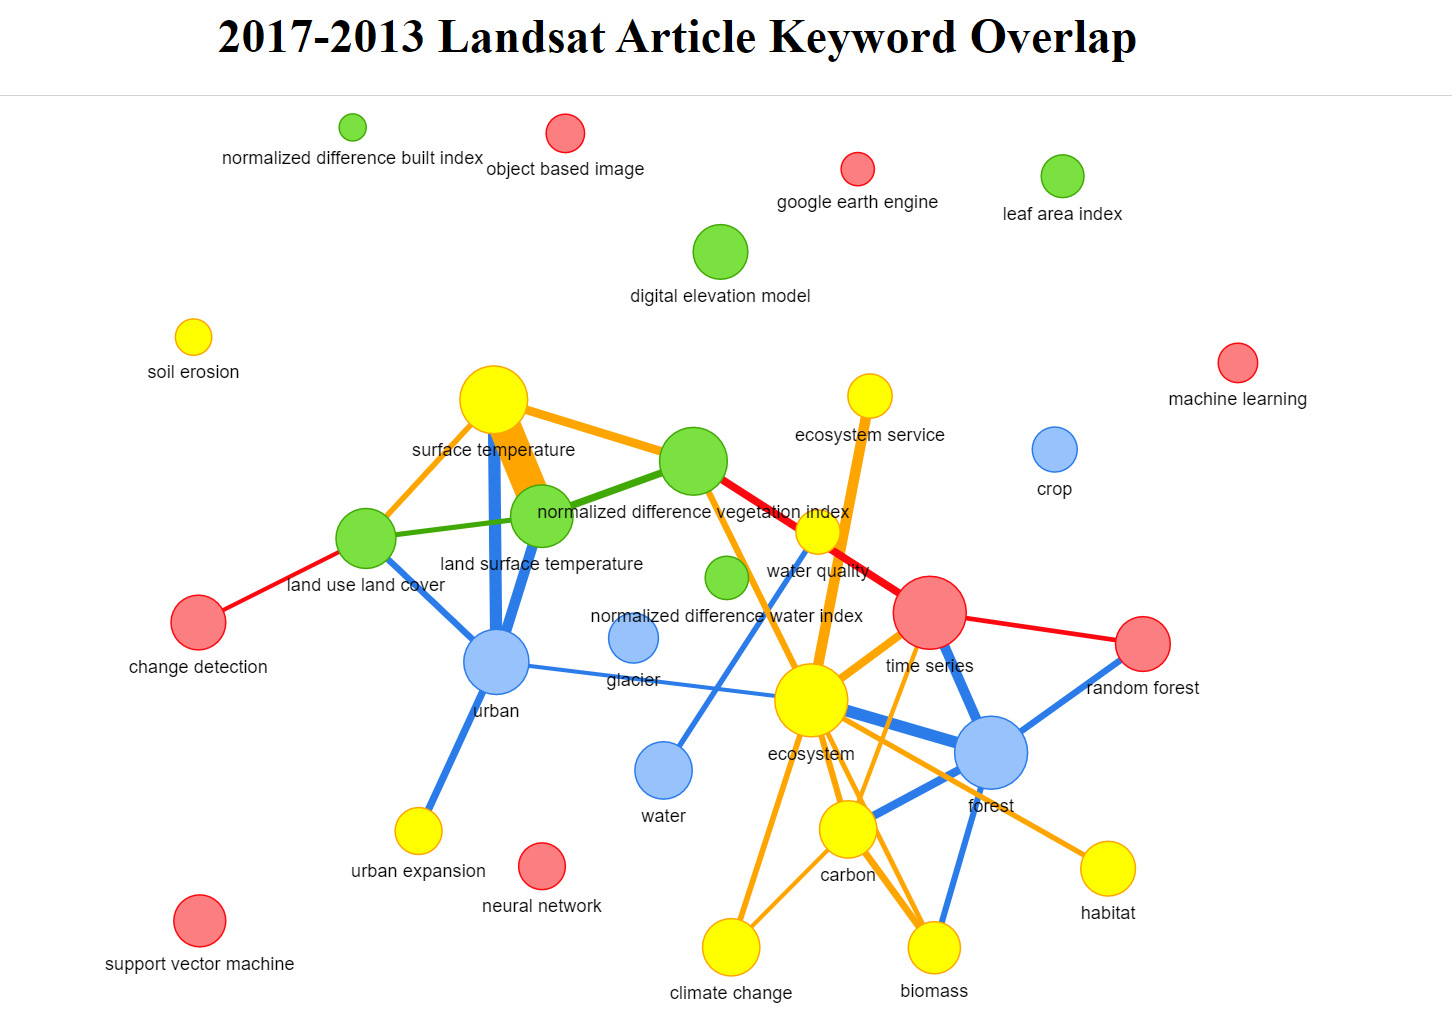 2017-2013 Landsat Article Keyword Overlap
normalized difference built index
object based image
google earth engine
leaf area index
digital elevation model
soil erosion
machine learning
surface temperature
ecosystem service
crop
normalized difference vegetation index
land surface temperature
water quality
land use land cover
normalized difference water index
change detection
time series
glacier
random forest
urban
ecosystem
forest
water
urban expansion
carbon
neural network
habitat
support vector machine
climate change
biomass